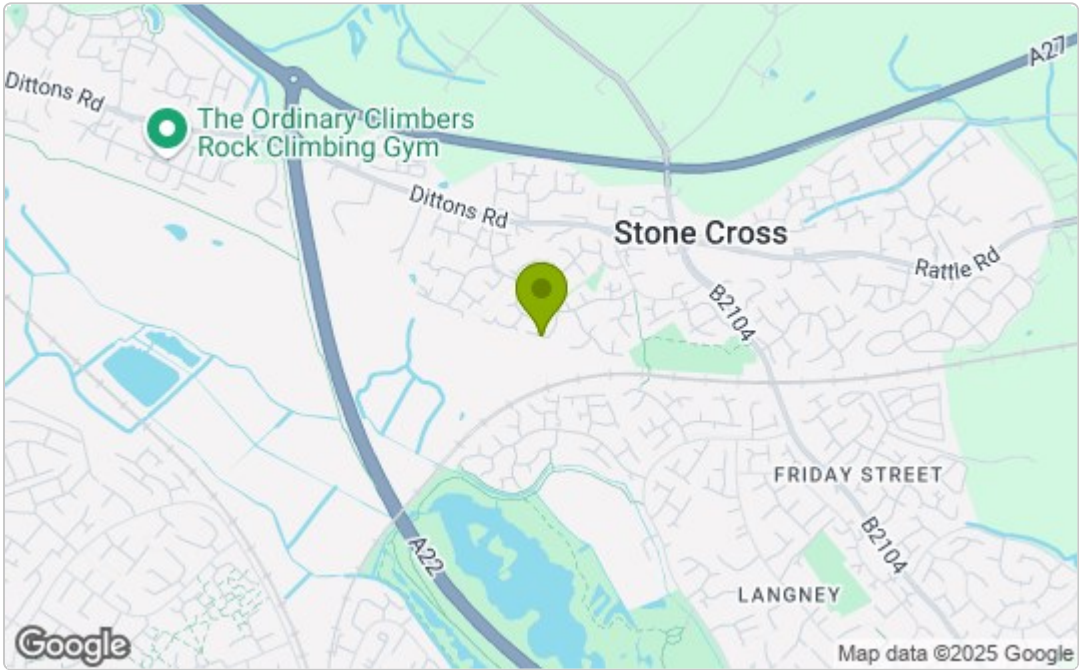 A27
Dittons Rd
The Ordinary Climbers
Rock Climbing Gym
Dittons Rd
Stone Cross
Rattle Rd
B2104
FRIDAY STREET
B2104
A22
LANGNEY
Google
Map data ©2025 Google